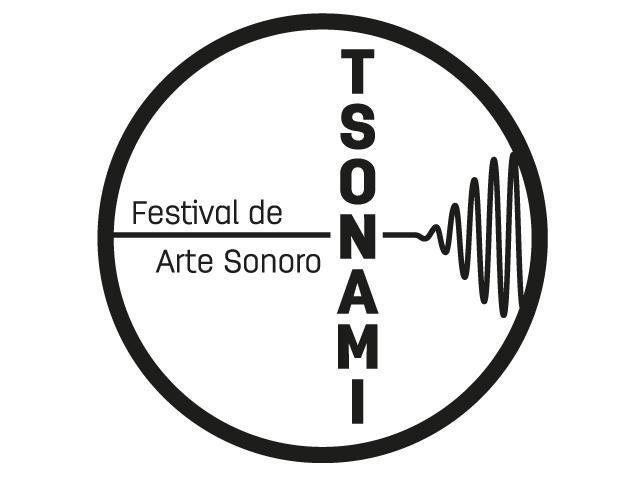 TSONAMI
Festival de
Arte Sonoro